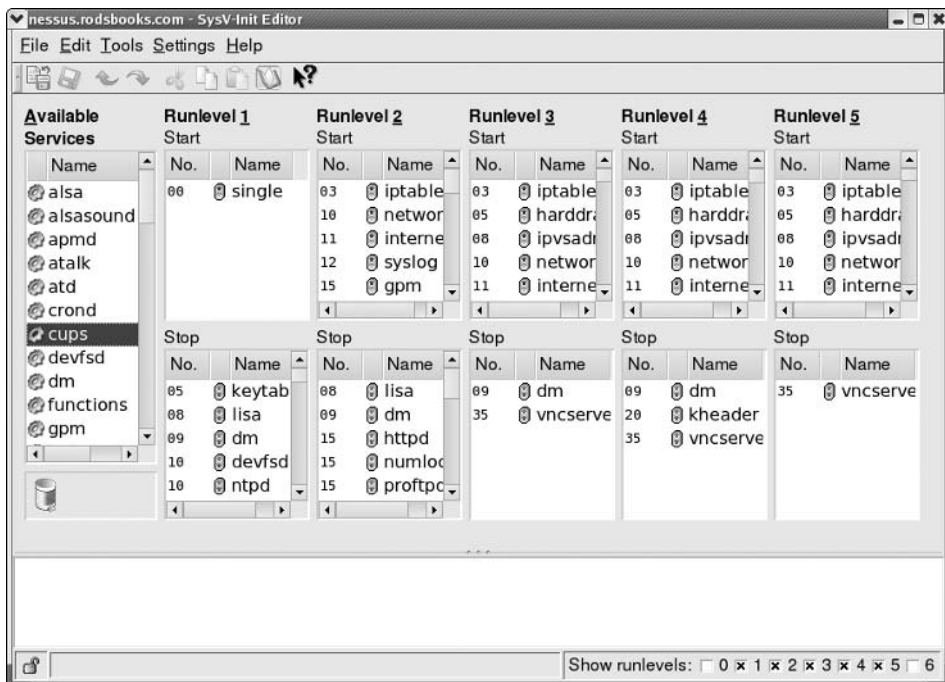 nessus.rodsbooks.com - SysV-Init Editor
File Edit Tools Settings Help
Available Services
Name
alsa
alsasound
apmd
atalk
atd
crond
cups
devfsd
dm
functions
gpm
Runlevel 1
Start
No. Name
00 single
Stop
No. Name
05 keytab
08 lisa
09 dm
10 devfsd
10 ntpd
Runlevel 2
Start
No. Name
03 iptable
10 networ
11 interne
12 syslog
15 gpm
Stop
No. Name
08 lisa
09 dm
15 httpd
15 numloc
15 proftpd
Runlevel 3
Start
No. Name
03 iptable
05 harddra
08 ipvsadm
10 networ
11 interne
Stop
No. Name
09 dm
35 vncserve
Runlevel 4
Start
No. Name
03 iptable
05 harddra
08 ipvsadm
10 networ
11 interne
Stop
No. Name
09 dm
20 kheader
35 vncserve
Runlevel 5
Start
No. Name
03 iptable
05 harddra
08 ipvsadm
10 networ
11 interne
Stop
No. Name
35 vncserve
Show runlevels: 0 1 2 3 4 5 6